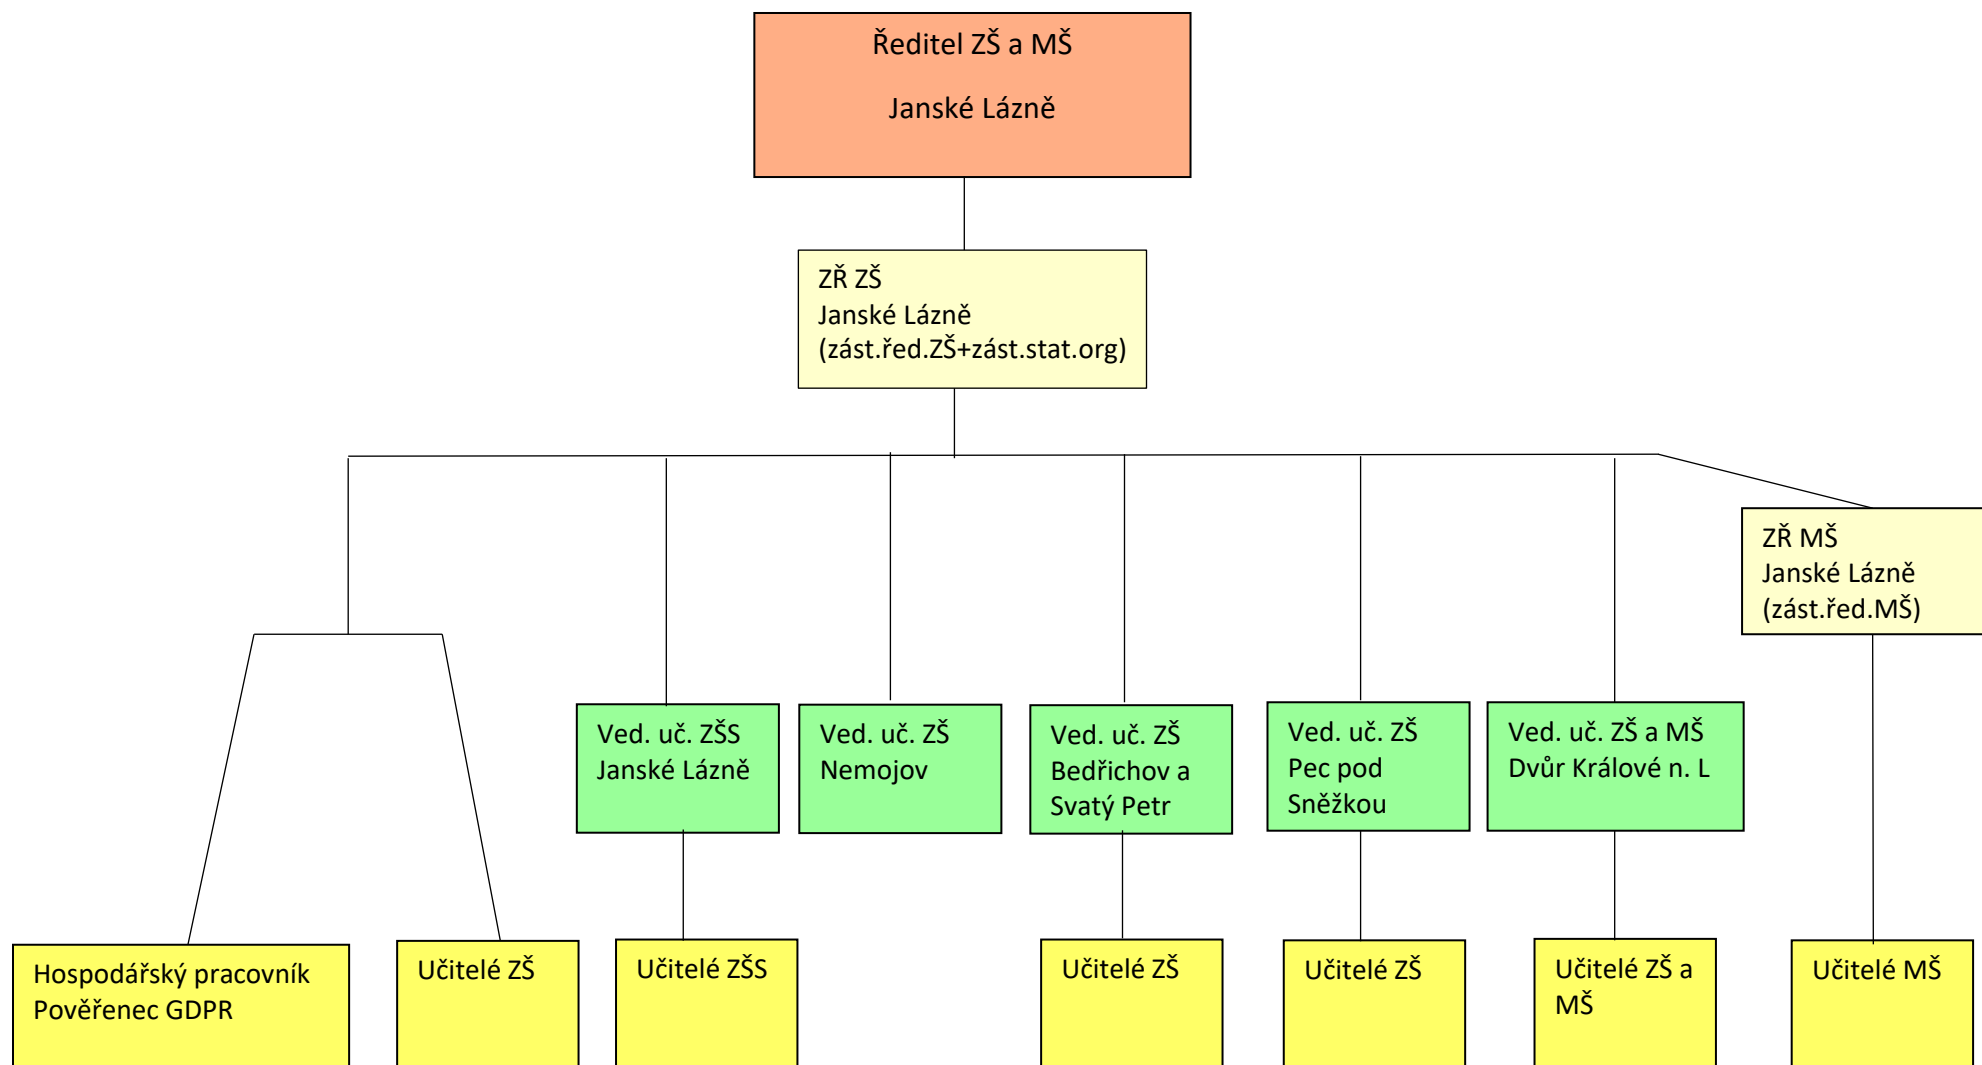 Ředitel ZŠ a MŠ
Janské Lázně
ZŘ ZŠ
Janské Lázně
(zást.řed.ZŠ+zást.stat.org)
ZŘ MŠ
Janské Lázně
(zást.řed.MŠ)
Ved. uč. ZŠS
Janské Lázně
Ved. uč. ZŠ
Nemojov
Ved. uč. ZŠ
Bedřichov a
Svatý Petr
Ved. uč. ZŠ
Pec pod
Sněžkou
Ved. uč. ZŠ a MŠ
Dvůr Králové n. L
Hospodářský pracovník
Pověřenec GDPR
Učitelé ZŠ
Učitelé ZŠS
Učitelé ZŠ
Učitelé ZŠ
Učitelé ZŠ a
MŠ
Učitelé MŠ